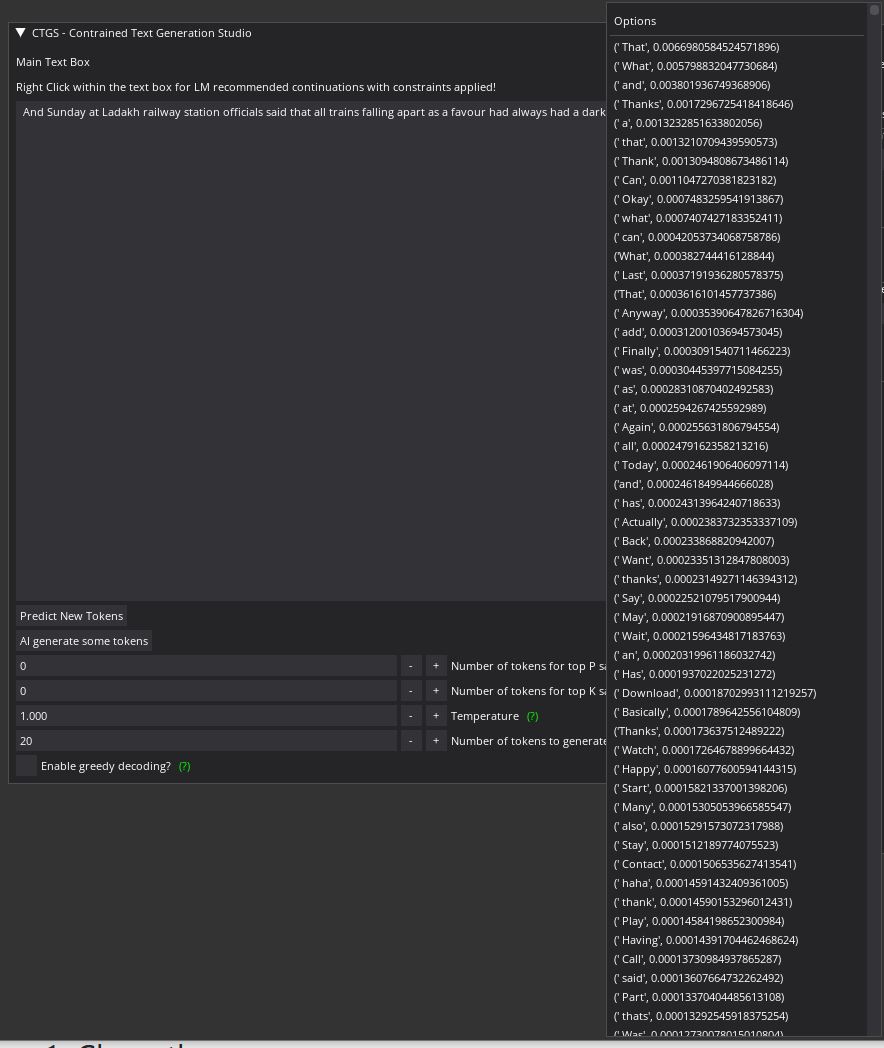 CTGS - Contrained Text Generation Studio
Main Text Box
Right Click within the text box for LM recommended continuations with constraints applied!
And Sunday at Ladakh railway station officials said that all trains falling apart as a favour had always had a dark
Predict New Tokens
AI generate some tokens
0 - + Number of tokens for top P sa
0 - + Number of tokens for top K sa
1.000 - + Temperature (?)
20 - + Number of tokens to generate
Enable greedy decoding? (?)
Options
(' That', 0.0066980584524571896)
(' What', 0.005798832047730684)
(' and', 0.003801936749368906)
(' Thanks', 0.0017296725418418646)
(' a', 0.0013232851633802056)
(' that', 0.0013210709439590573)
(' Thank', 0.0013094808673486114)
(' Can', 0.0011047270381823182)
(' Okay', 0.0007483259541913867)
(' what', 0.0007407427183352411)
(' can', 0.00042053734068758786)
('What', 0.000382744416128844)
(' Last', 0.00037191936280578375)
('That', 0.0003616101457737386)
(' Anyway', 0.00035390647826716304)
(' add', 0.00031200103694573045)
(' Finally', 0.0003091540711466223)
(' was', 0.00030445397715084255)
(' as', 0.00028310870402492583)
(' at', 0.0002594267425592989)
(' Again', 0.000255631806794554)
(' all', 0.0002479162358213216)
(' Today', 0.0002461906406097114)
('and', 0.0002461849944666028)
(' has', 0.00024313964240718633)
(' Actually', 0.0002383732353337109)
(' Back', 0.000233868820942007)
(' Want', 0.00023351312847808003)
(' thanks', 0.00023149271146394312)
(' Say', 0.00022521079517900944)
(' May', 0.00021916870900895447)
(' Wait', 0.00021596434817183763)
(' an', 0.00020319961186032742)
(' Has', 0.0001937022025231272)
(' Download', 0.00018702993111219257)
(' Basically', 0.0001789642556104809)
('Thanks', 0.000173637512489222)
(' Watch', 0.00017264678899664432)
(' Happy', 0.00016077600594144315)
(' Start', 0.00015821337001398206)
(' Many', 0.00015305053966585547)
(' also', 0.00015291573072317988)
(' Stay', 0.0001512189774075523)
(' Contact', 0.0001506535627413541)
(' haha', 0.00014591432409361005)
(' thank', 0.00014590153296012431)
(' Play', 0.00014584198652300984)
(' Having', 0.00014391704462468624)
(' Call', 0.00013730984937865287)
(' said', 0.00013607664732262492)
(' Part', 0.00013370404485613108)
(' thats', 0.00013292545918375254)
(' Was', 0.00012730078015010804)